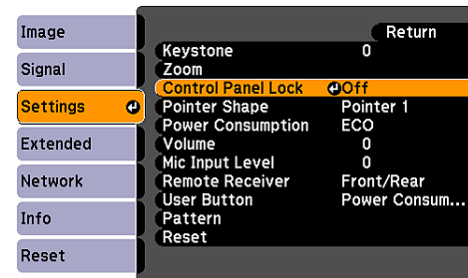 Image
Signal
Settings
Extended
Network
Info
Reset
Return
Keystone 0
Zoom
Control Panel Lock Off
Pointer Shape Pointer 1
Power Consumption ECO
Volume 0
Mic Input Level 0
Remote Receiver Front/Rear
User Button Power Consum...
Pattern
Reset